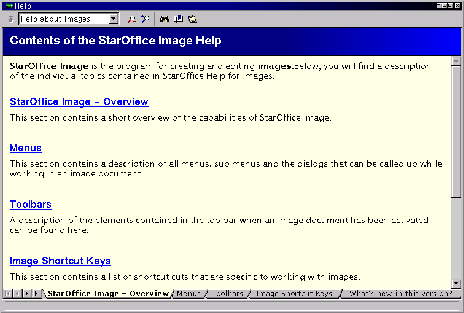 Help
Help about Images
Contents of the StarOffice Image Help
StarOffice Image is the program for creating and editing images.below, you will find a description
of the individual topics contained in StarOffice Help for Images.
StarOffice Image - Overview
This section contains a short overview of the capabilities of StarOffice Image.
Menus
This section contains a description of all menus, sub menus and the dialogs that can be called up while
working in an image document.
Toolbars
A description of the elements contained in the toolbar when an image document has been activated
can be found here.
Image Shortcut Keys
This section contains a list of shortcut cuts that are specific to working with images.
StarOffice Image - Overview Menus Toolbars Image Shortcut Keys What's new in this version?